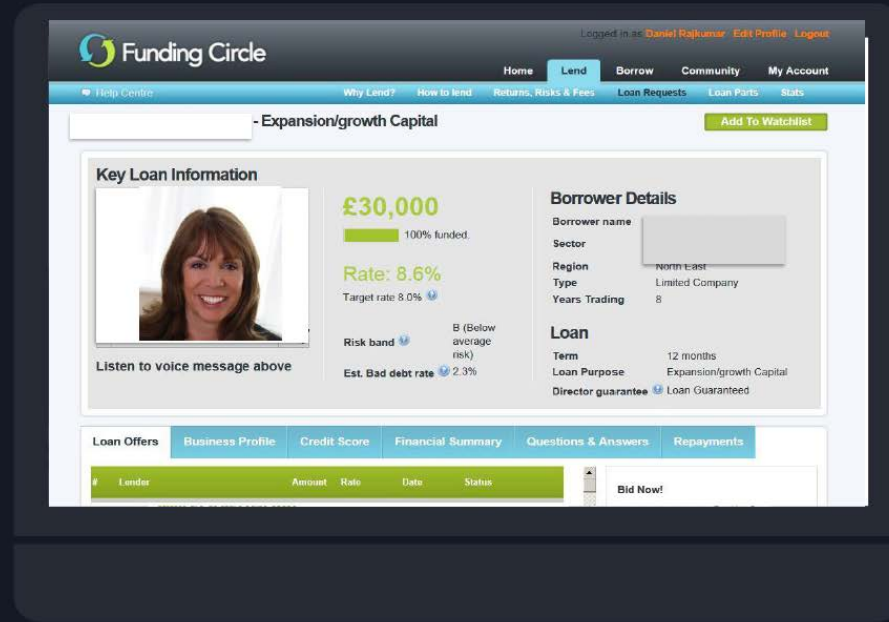 Logged in as Daniel Rajkumar Edit Profile Logout
Funding Circle
Home Lend Borrow Community My Account
Help Centre Why Lend? How to lend Returns, Risks & Fees Loan Requests Loan Parts Stats
- Expansion/growth Capital
Add To Watchlist
Key Loan Information
Listen to voice message above
£30,000
100% funded.
Rate: 8.6%
Target rate 8.0%
Risk band B (Below average risk)
Est. Bad debt rate 2.3%
Borrower Details
Borrower name
Sector
Region North East
Type Limited Company
Years Trading 8
Loan
Term 12 months
Loan Purpose Expansion/growth Capital
Director guarantee Loan Guaranteed
Loan Offers Business Profile Credit Score Financial Summary Questions & Answers Repayments
# Lender Amount Rate Date Status
Bid Now!